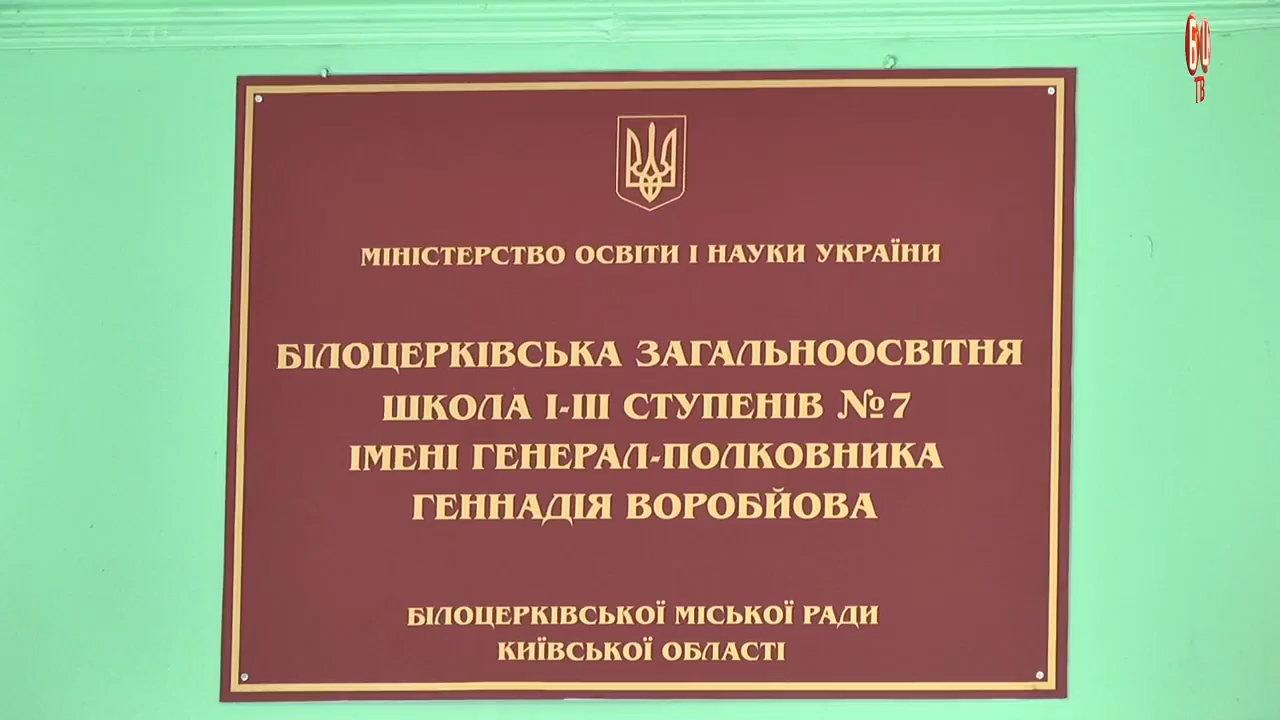 МІНІСТЕРСТВО ОСВІТИ І НАУКИ УКРАЇНИ
БІЛОЦЕРКІВСЬКА ЗАГАЛЬНООСВІТНЯ
ШКОЛА І-ІІІ СТУПЕНІВ №7
ІМЕНІ ГЕНЕРАЛ-ПОЛКОВНИКА
ГЕННАДІЯ ВОРОБЙОВА
БІЛОЦЕРКІВСЬКОЇ МІСЬКОЇ РАДИ
КИЇВСЬКОЇ ОБЛАСТІ
ТВ